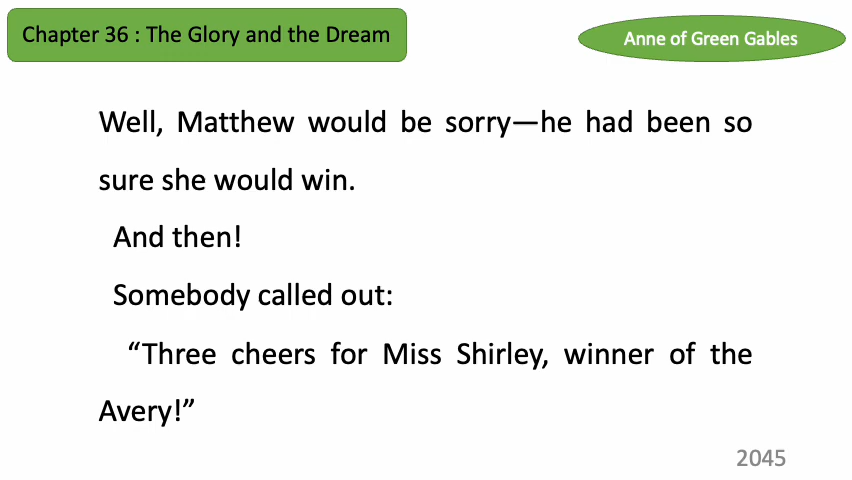 Chapter 36 : The Glory and the Dream
Anne of Green Gables
Well, Matthew would be sorry—he had been so
sure she would win.
And then!
Somebody called out:
“Three cheers for Miss Shirley, winner of the
Avery!”
2045